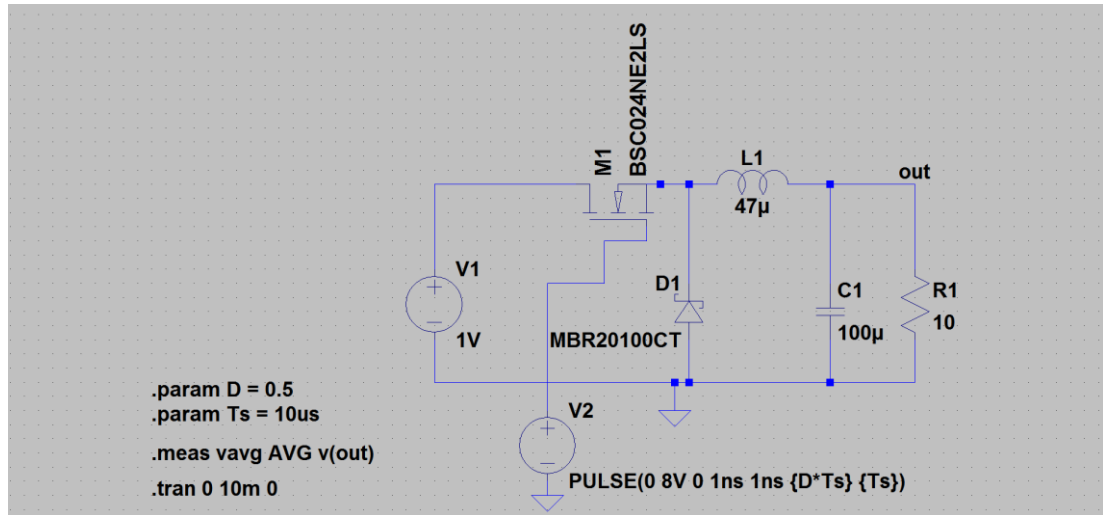 M1
BSC024NE2LS
L1
47µ
out
V1
1V
D1
MBR20100CT
C1
100µ
R1
10
V2
PULSE(0 8V 0 1ns 1ns {D*Ts} {Ts})
.param D = 0.5
.param Ts = 10us
.meas vavg AVG v(out)
.tran 0 10m 0